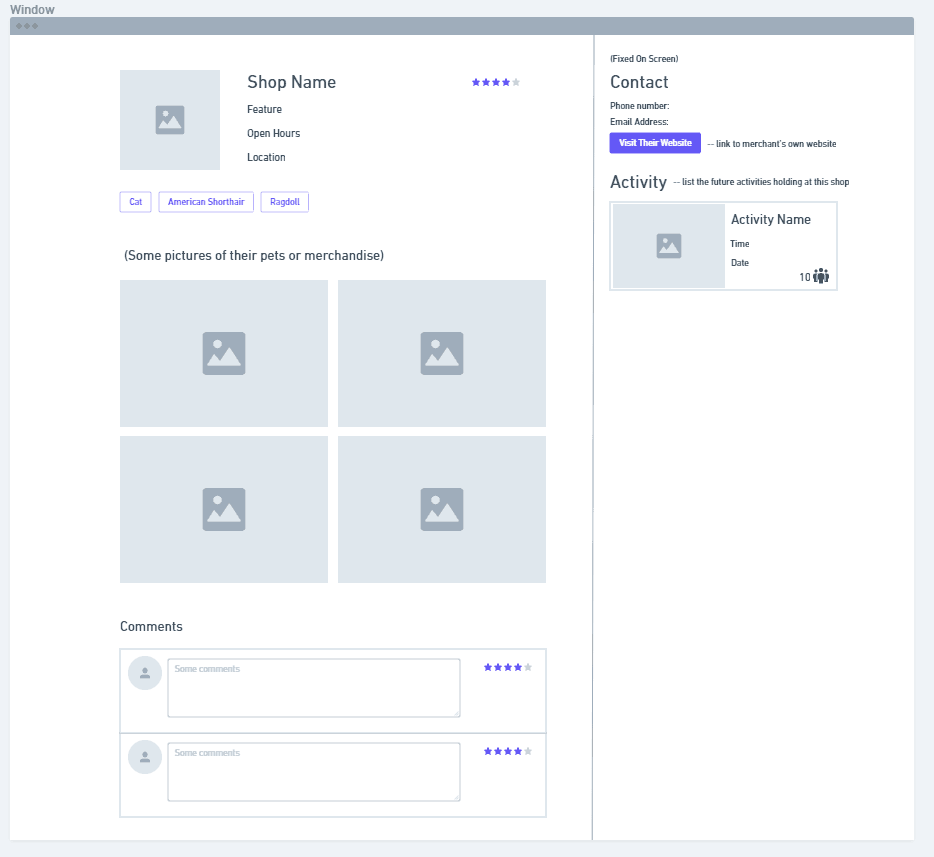 Window
Shop Name
Feature
Open Hours
Location
Cat
American Shorthair
Ragdoll
(Some pictures of their pets or merchandise)
Comments
Some comments
Some comments
(Fixed On Screen)
Contact
Phone number:
Email Address:
Visit Their Website
-- link to merchant's own website
Activity
-- list the future activities holding at this shop
Activity Name
Time
Date
10